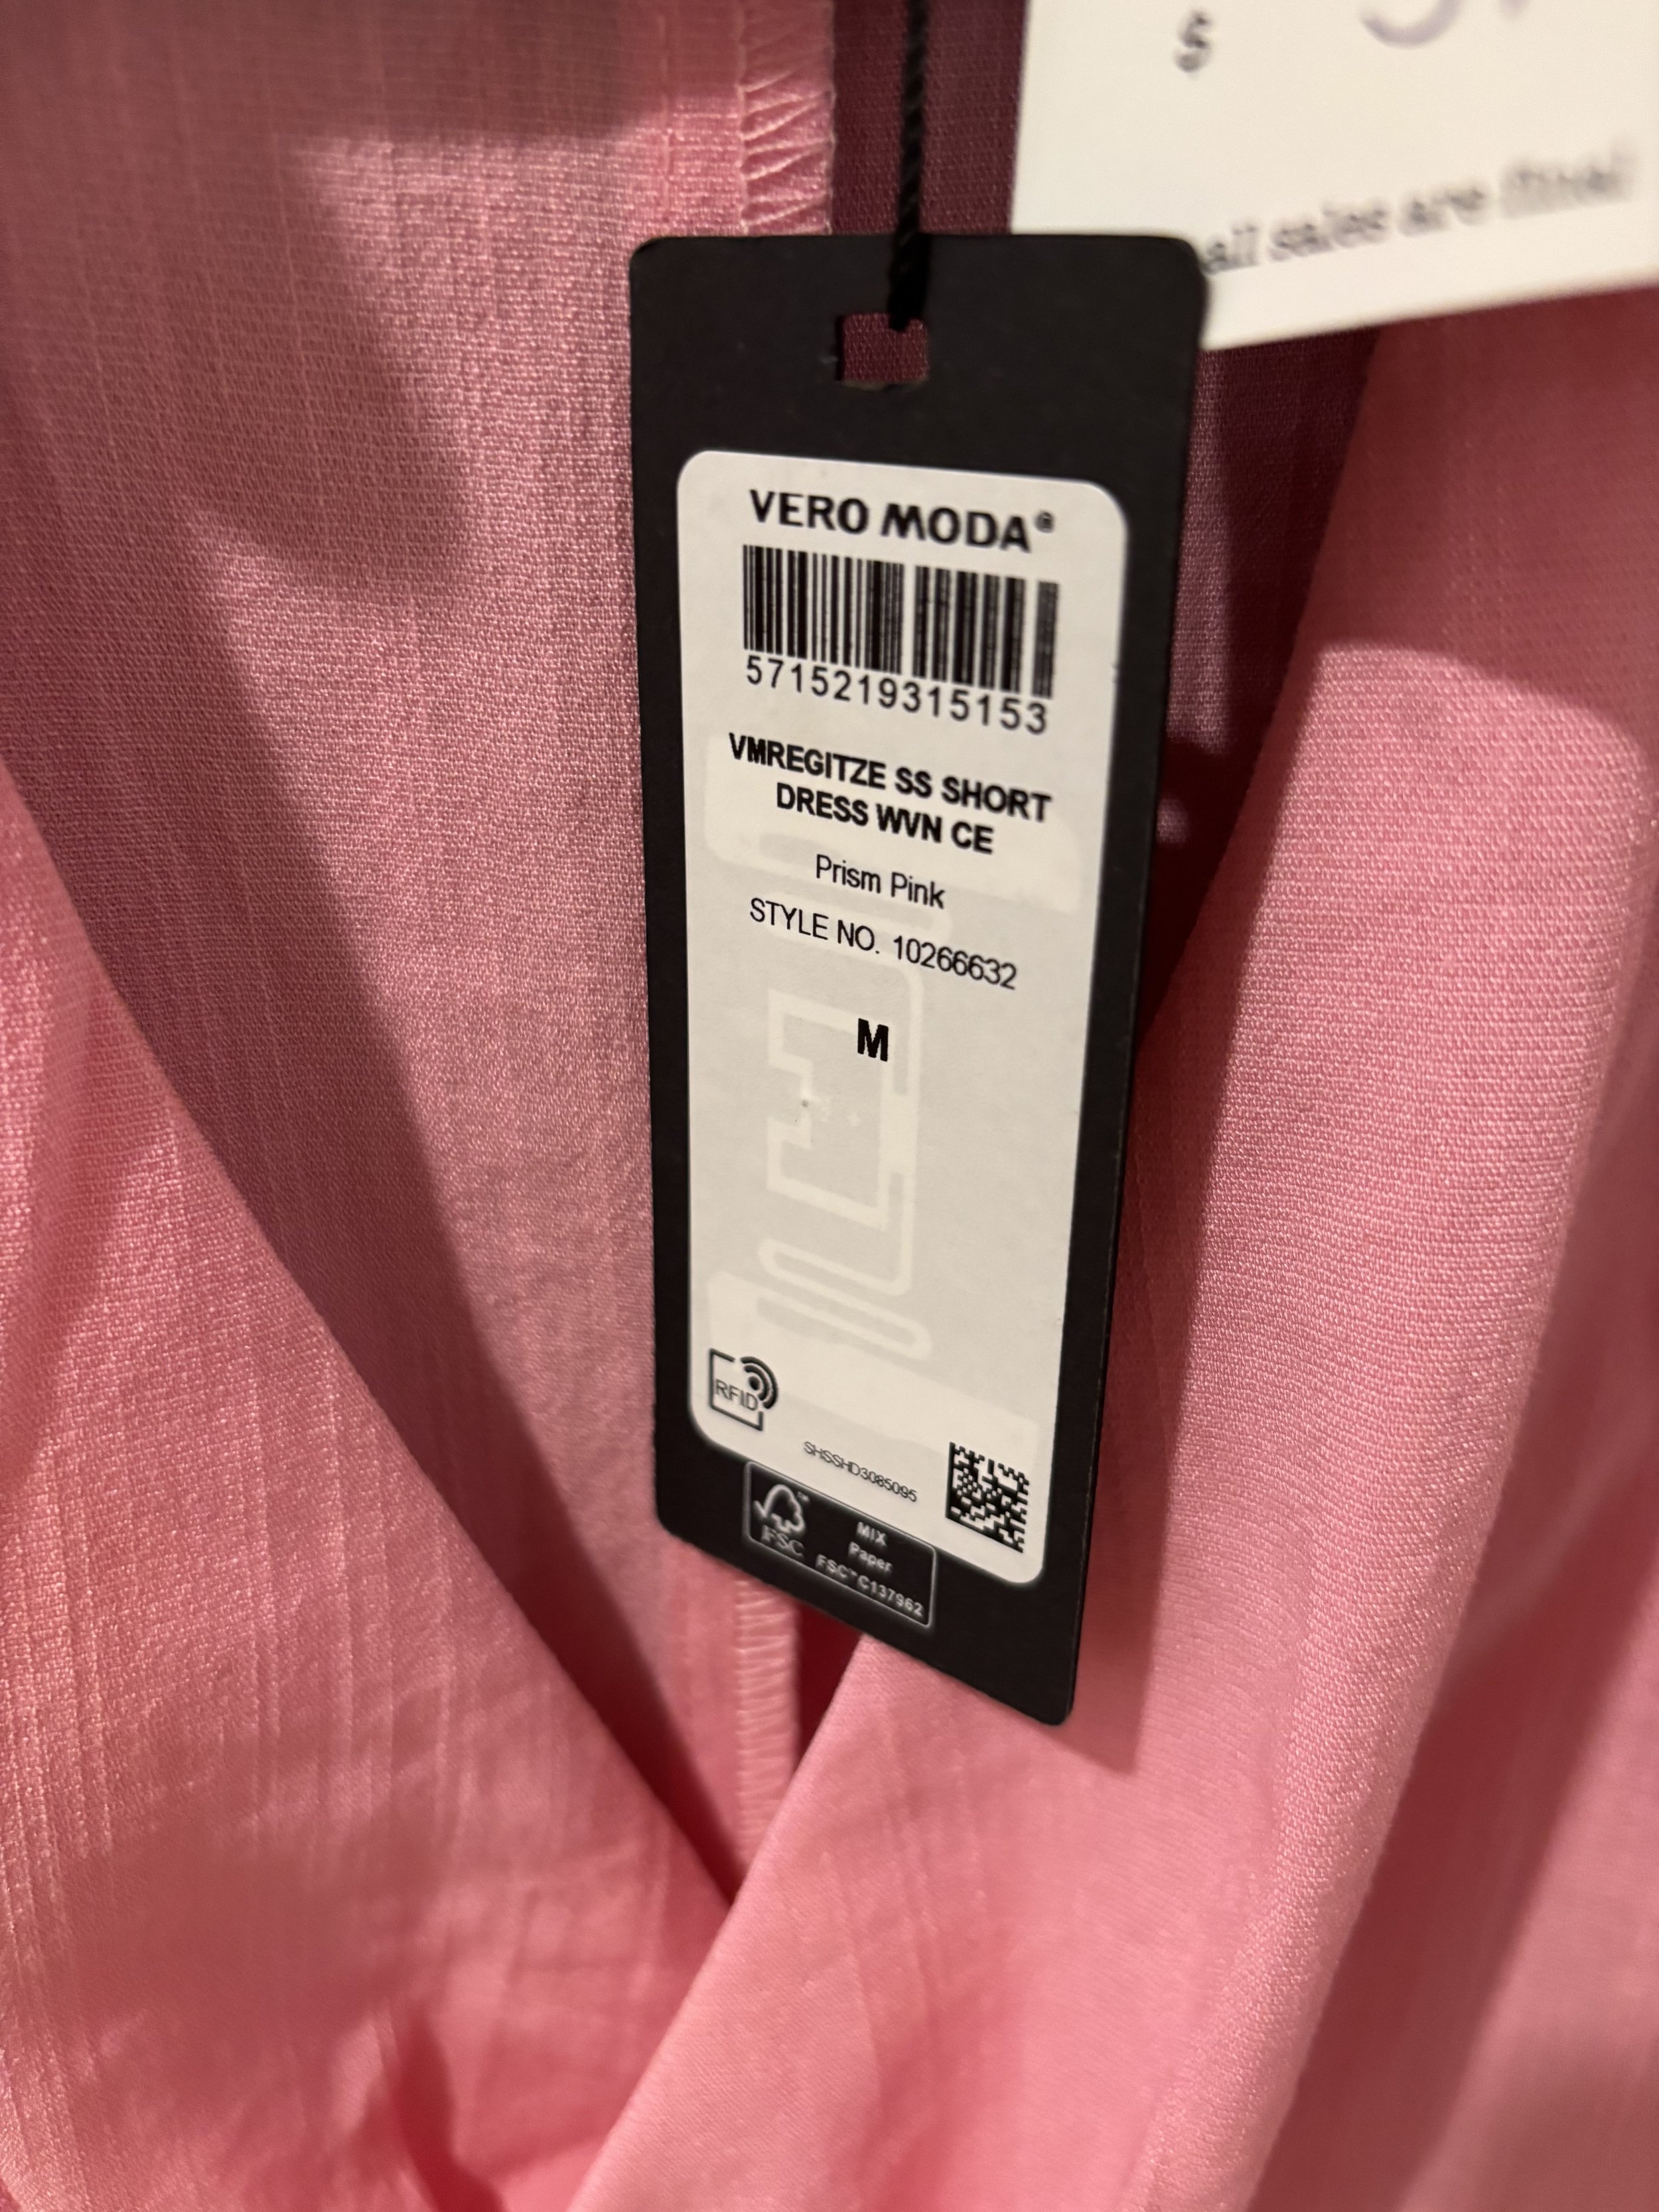 $
all sales are final
VERO MODA®
5715219315153
VMREGITZE SS SHORT
DRESS WVN CE
Prism Pink
STYLE NO. 10266632
M
RFID
SHSSHD3085095
FSC
MIX
Paper
FSC™ C137962